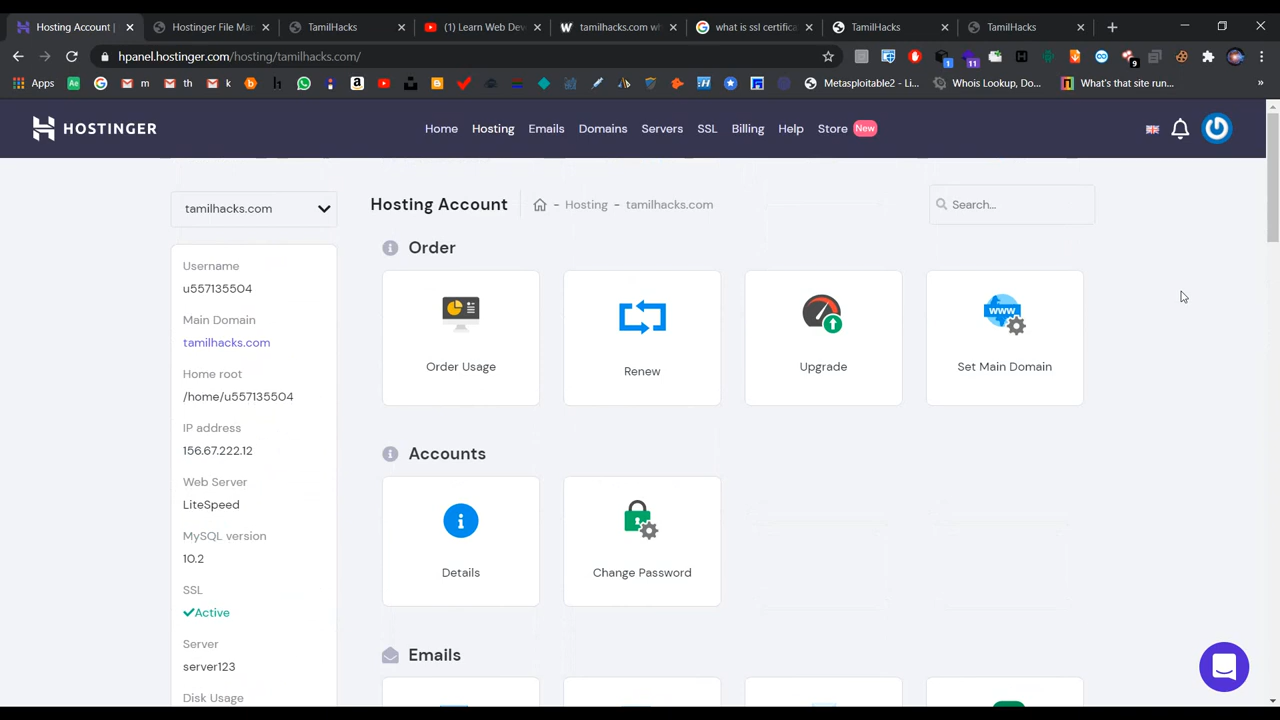 Hosting Account |
Hostinger File Ma
TamilHacks
(1) Learn Web Dev
tamilhacks.com wh
what is ssl certifica
TamilHacks
TamilHacks
hpanel.hostinger.com/hosting/tamilhacks.com/
Apps
m
m
th
k
Metasploitable2 - Li...
Whois Lookup, Do...
What's that site run...
HOSTINGER
Home
Hosting
Emails
Domains
Servers
SSL
Billing
Help
Store New
tamilhacks.com
Hosting Account
- Hosting - tamilhacks.com
Search...
Username
u557135504
Main Domain
tamilhacks.com
Home root
/home/u557135504
IP address
156.67.222.12
Web Server
LiteSpeed
MySQL version
10.2
SSL
Active
Server
server123
Disk Usage
Order
Order Usage
Renew
Upgrade
Set Main Domain
Accounts
Details
Change Password
Emails